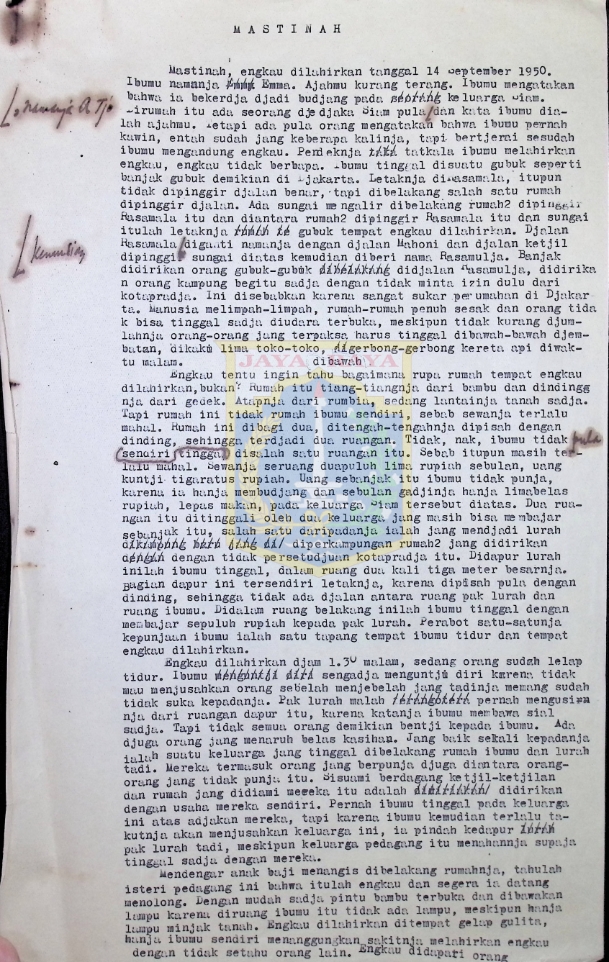 MASTINAH
Mastinah, engkau dilahirkan tanggal 14 September 1950.
Ibumu namanja Emma. Ajahmu kurang terang. Ibumu mengatakan
bahwa ia bekerdja djadi budjang pada keluarga Siam.
Dirumah itu ada seorang djedjaka Siam pula dan kata ibumu dia-
lah ajahmu. Tetapi ada pula orang mengatakan bahwa ibumu pernah
kawin, entah sudah jang keberapa kalinja, tapi bertjerai sesudah
ibumu mengandung engkau. Perdeknja tatkala ibumu melahirkan
engkau, engkau tidak berbapa. Ibumu tinggal disuatu gubuk seperti
banjak gubuk demikian di Djakarta. Letaknja diRasamala, itupun
tidak dipinggir djalan benar, tapi dibelakang salah satu rumah
dipinggir djalan. Ada sungai mengalir dibelakang rumah2 dipinggir
Rasamala itu dan diantara rumah2 dipinggir Rasamala itu dan sungai
itulah letaknja gubuk tempat engkau dilahirkan. Djalan
Rasamala diganti namanja dengan djalan Mahoni dan djalan ketjil
Kemudian
dipinggir sungai diatas kemudian diberi nama Rasamulja. Banjak
didirikan orang gubuk-gubuk didjalan Rasamulja, didirika
n orang kampung begitu sadja dengan tidak minta izin dulu dari
kotapradja. Ini disebabkan karena sangat sukar perumahan di Djakar
ta. Manusia melimpah-limpah, rumah-rumah penuh sesak dan orang tida
k bisa tinggal sadja diudara terbuka, meskipun tidak kurang djum-
lahnja orang-orang jang terpaksa harus tinggal dibawah-bawah djem-
batan, dikaki lima toko-toko, digerbong-gerbong kereta api diwak-
tu malam. dibawah
JAYA RAYA
Engkau tentu ingin tahu bagaimana rupa rumah tempat engkau
dilahirkan, bukan? Rumah itu tiang-tiangnja dari bambu dan dindingg
nja dari gedek. Atapnja dari rumbia, sedang lantainja tanah sadja.
Tapi rumah ini tidak rumah ibumu sendiri, sebab sewanja terlalu
mahal. Rumah ini dibagi dua, ditengah-tengahnja dipisah dengan
dinding, sehingga terdjadi dua ruangan. Tidak, nak, ibumu tidak pula
sendiri tinggal disalah satu ruangan itu. Sebab itupun masih ter-
lalu mahal. Sewanja seruang duapuluh lima rupiah sebulan, uang
kuntji tigaratus rupiah. Uang sebanjak itu ibumu tidak punja,
karena ia hanja membudjang dan sebulan gadjinja hanja limabelas
rupiah, lepas makan, pada keluarga Siam tersebut diatas. Dua rua-
ngan itu ditinggali oleh dua keluarga jang masih bisa membajar
sebanjak itu, salah satu daripadanja ialah jang mendjadi lurah
diperkampungan rumah2 jang didirikan
dengan tidak persetudjuan kotapradja itu. Didapur lurah
inilah ibumu tinggal, dalam ruang dua kali tiga meter besarnja.
Bagian dapur ini tersendiri letaknja, karena dipisah pula dengan
dinding, sehingga tidak ada djalan antara ruang pak lurah dan
ruang ibumu. Didalam ruang belakang inilah ibumu tinggal dengan
membajar sepuluh rupiah kepada pak lurah. Perabot satu-satunja
kepunjaan ibumu ialah satu tapang tempat ibumu tidur dan tempat
engkau dilahirkan.
Engkau dilahirkan djam 1.30 malam, sedang orang sudah lelap
tidur. Ibumu sengadja menguntji diri karena tidak
mau menjusahkan orang sebelah menjebelah jang tadinja memang sudah
tidak suka kepadanja. Pak lurah malah pernah mengusirn
nja dari ruangan dapur itu, karena katanja ibumu membawa sial
sadja. Tapi tidak semua orang demikian bentji kepada ibumu. Ada
djuga orang jang menaruh belas kasihan. Jang baik sekali kepadanja
ialah suatu keluarga jang tinggal dibelakang rumah ibumu dan lurah
tadi. Mereka termasuk orang jang berpunja djuga diantara orang-
orang jang tidak punja itu. Sisuami berdagang ketjil-ketjilan
dan rumah jang didiami mereka itu adalah didirikan
dengan usaha mereka sendiri. Pernah ibumu tinggal pada keluarga
ini atas adjakan mereka, tapi karena ibumu kemudian terlalu ta-
kutnja akan menjusahkan keluarga ini, ia pindah kedapur
pak lurah tadi, meskipun keluarga pedagang itu menahannja supaja
tinggal sadja dengan mereka.
Mendengar anak baji menangis dibelakang rumahnja, tahulah
isteri pedagang ini bahwa itulah engkau dan segera ia datang
menolong. Dengan mudah sadja pintu bambu terbuka dan dibawakan
lampu karena diruang ibumu itu tidak ada lampu, meskipun hanja
lampu minjak tanah. Engkau dilahirkan ditempat gelap gulita,
hanja ibumu sendiri menanggungkan sakitnja melahirkan engkau
dengan tidak setahu orang lain. Engkau didapari orang